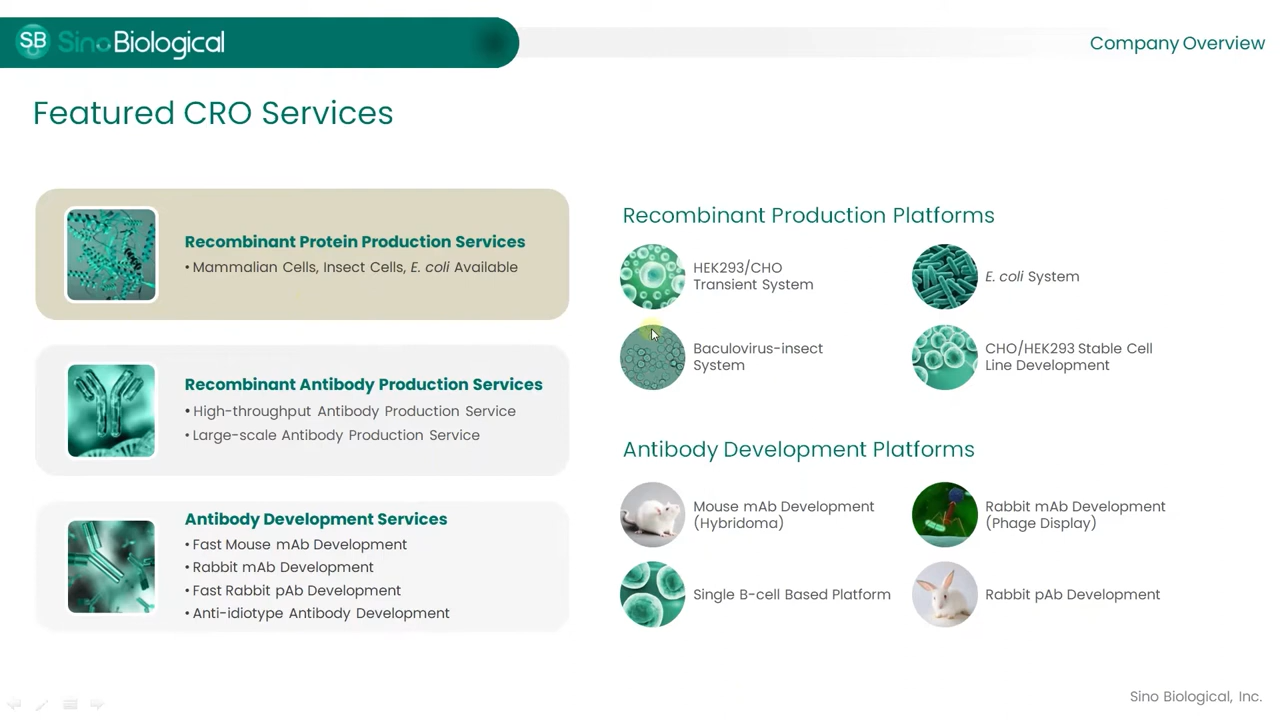 SB SinoBiological
Company Overview
Featured CRO Services
Recombinant Protein Production Services
• Mammalian Cells, Insect Cells, E. coli Available
Recombinant Antibody Production Services
• High-throughput Antibody Production Service
• Large-scale Antibody Production Service
Antibody Development Services
• Fast Mouse mAb Development
• Rabbit mAb Development
• Fast Rabbit pAb Development
• Anti-idiotype Antibody Development
Recombinant Production Platforms
HEK293/CHO
Transient System
E. coli System
Baculovirus-insect
System
CHO/HEK293 Stable Cell
Line Development
Antibody Development Platforms
Mouse mAb Development
(Hybridoma)
Rabbit mAb Development
(Phage Display)
Single B-cell Based Platform
Rabbit pAb Development
Sino Biological, Inc.